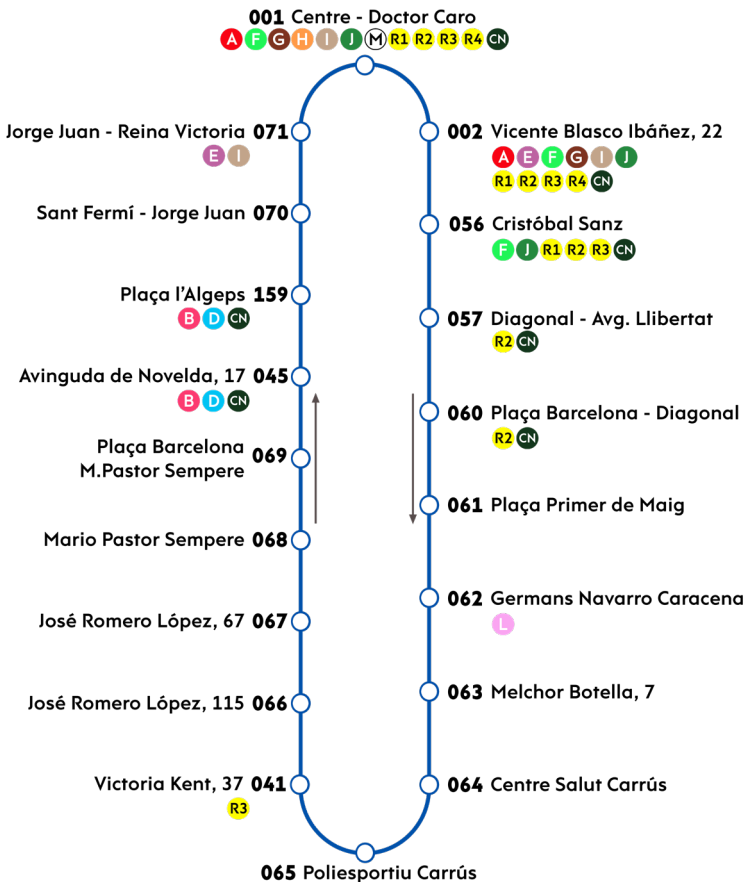 001 Centre - Doctor Caro
A F G H I J M R1 R2 R3 R4 CN
Jorge Juan - Reina Victoria 071
E I
Sant Fermí - Jorge Juan 070
Plaça l'Algeps 159
B D CN
Avinguda de Novelda, 17 045
B D CN
Plaça Barcelona
M.Pastor Sempere 069
Mario Pastor Sempere 068
José Romero López, 67 067
José Romero López, 115 066
Victoria Kent, 37 041
R3
002 Vicente Blasco Ibáñez, 22
A E F G I J
R1 R2 R3 R4 CN
056 Cristóbal Sanz
F J R1 R2 R3 CN
057 Diagonal - Avg. Llibertat
R2 CN
060 Plaça Barcelona - Diagonal
R2 CN
061 Plaça Primer de Maig
062 Germans Navarro Caracena
L
063 Melchor Botella, 7
064 Centre Salut Carrús
065 Poliesportiu Carrús